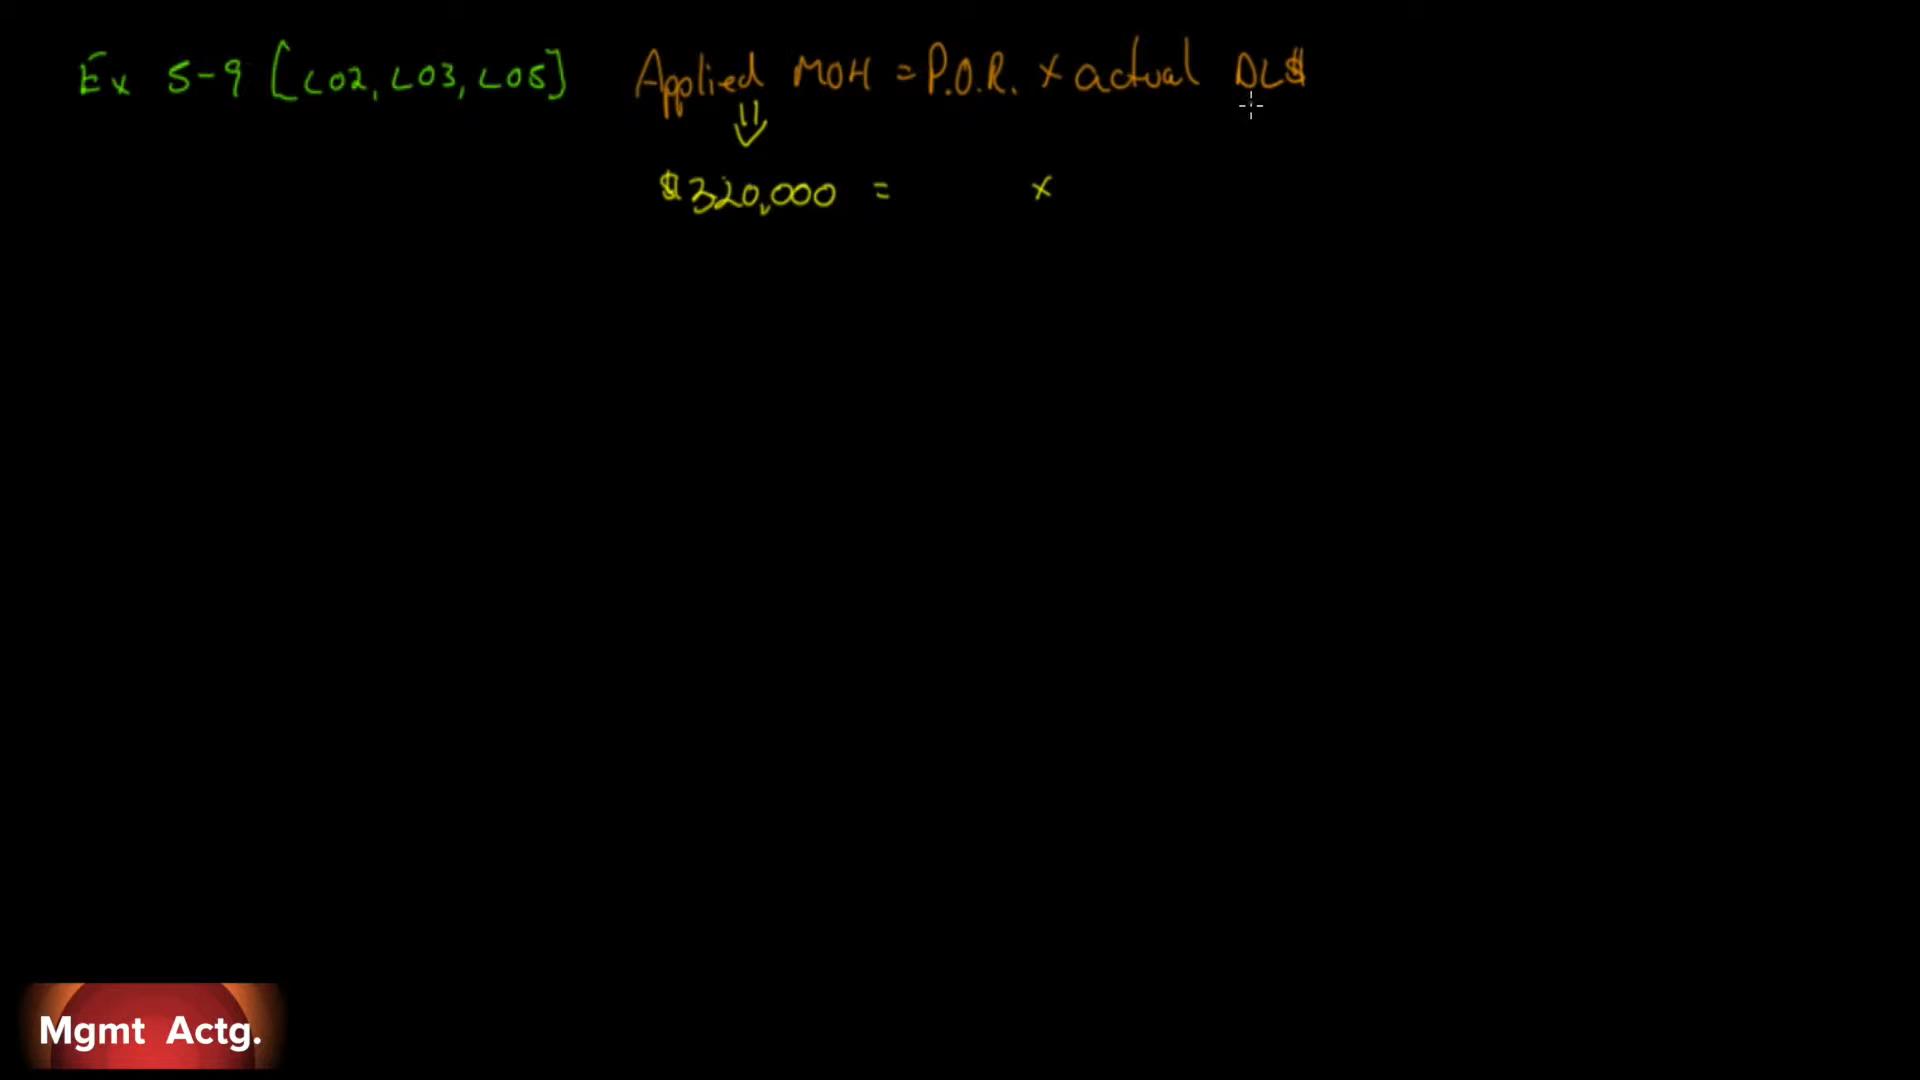 Ex 5-9 [LO2, LO3, LO5] Applied MOH = P.O.R. x actual DL$
$320,000 = x
Mgmt Actg.